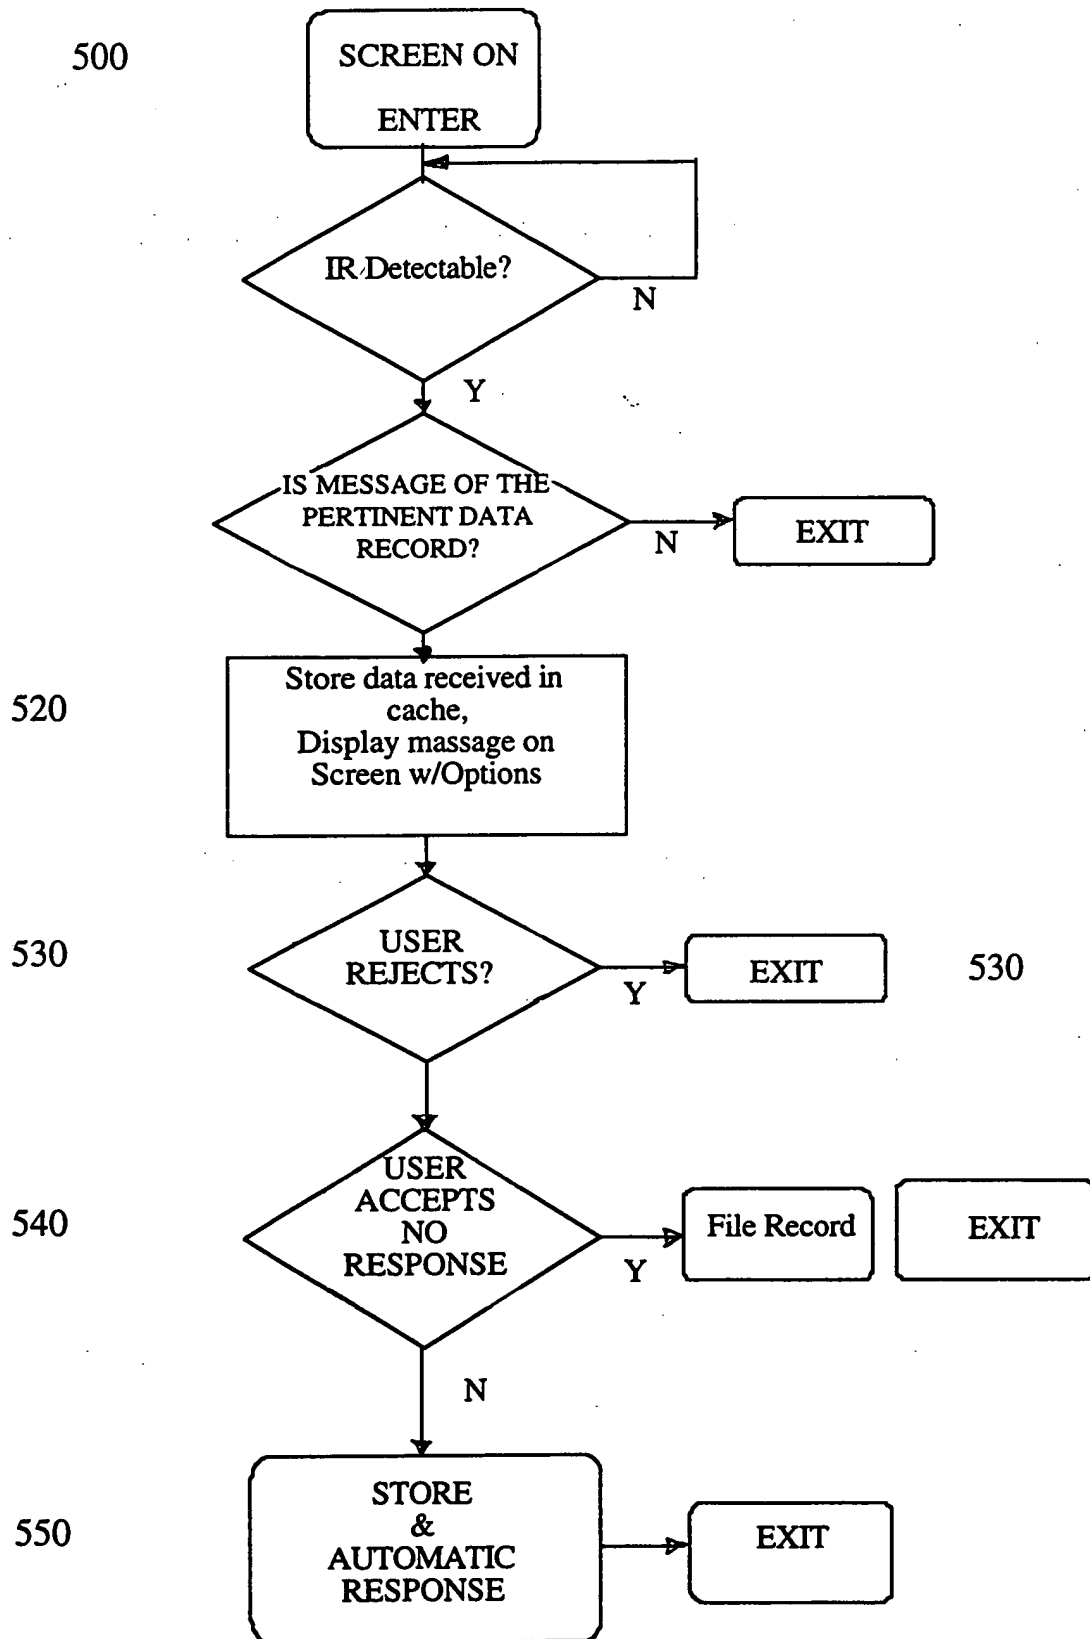 500
SCREEN ON
ENTER
IR Detectable?
N
Y
IS MESSAGE OF THE
PERTINENT DATA
RECORD?
N
EXIT
520
Store data received in
cache,
Display massage on
Screen w/Options
530
USER
REJECTS?
Y
EXIT
530
540
USER
ACCEPTS
NO
RESPONSE
Y
File Record
EXIT
N
550
STORE
&
AUTOMATIC
RESPONSE
EXIT